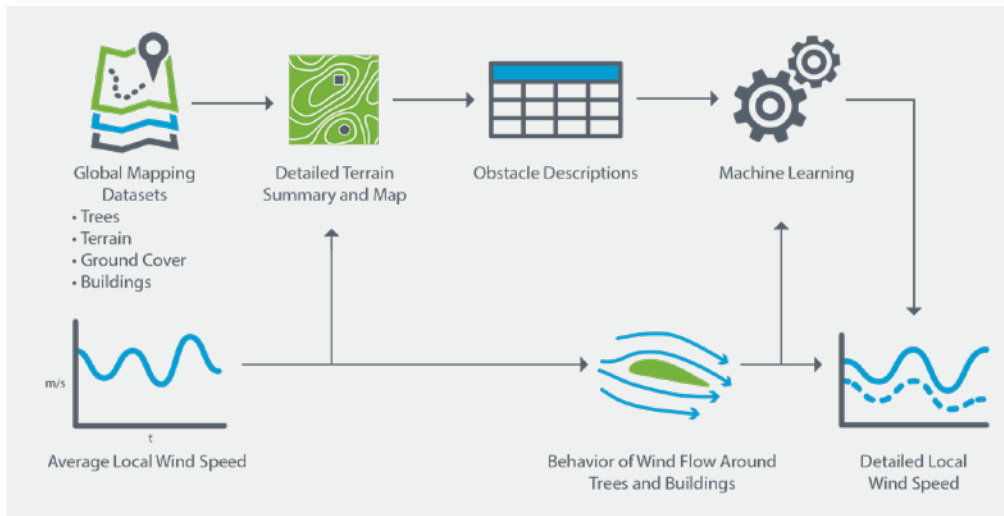 Global Mapping
Datasets
• Trees
• Terrain
• Ground Cover
• Buildings
Detailed Terrain
Summary and Map
Obstacle Descriptions
Machine Learning
m/s
t
Average Local Wind Speed
Behavior of Wind Flow Around
Trees and Buildings
Detailed Local
Wind Speed